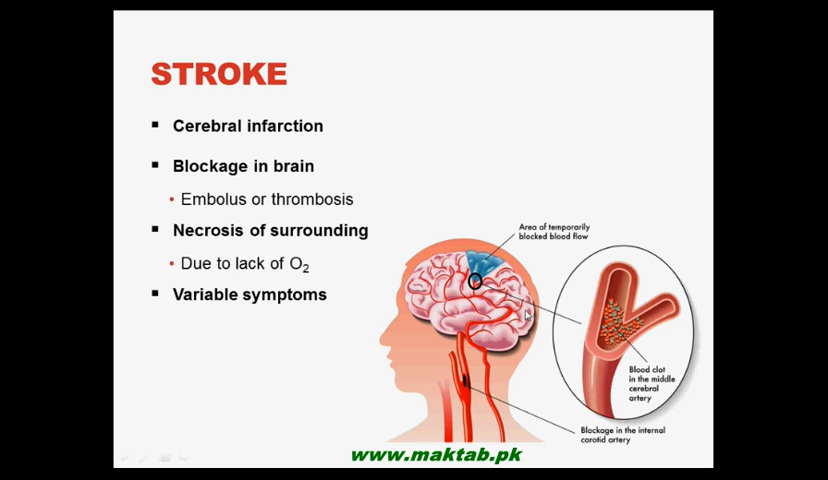 STROKE
Cerebral infarction
Blockage in brain
Embolus or thrombosis
Necrosis of surrounding
Due to lack of O₂
Variable symptoms
Area of temporarily
blocked blood flow
Blood clot
in the middle
cerebral
artery
Blockage in the internal
carotid artery
www.maktab.pk